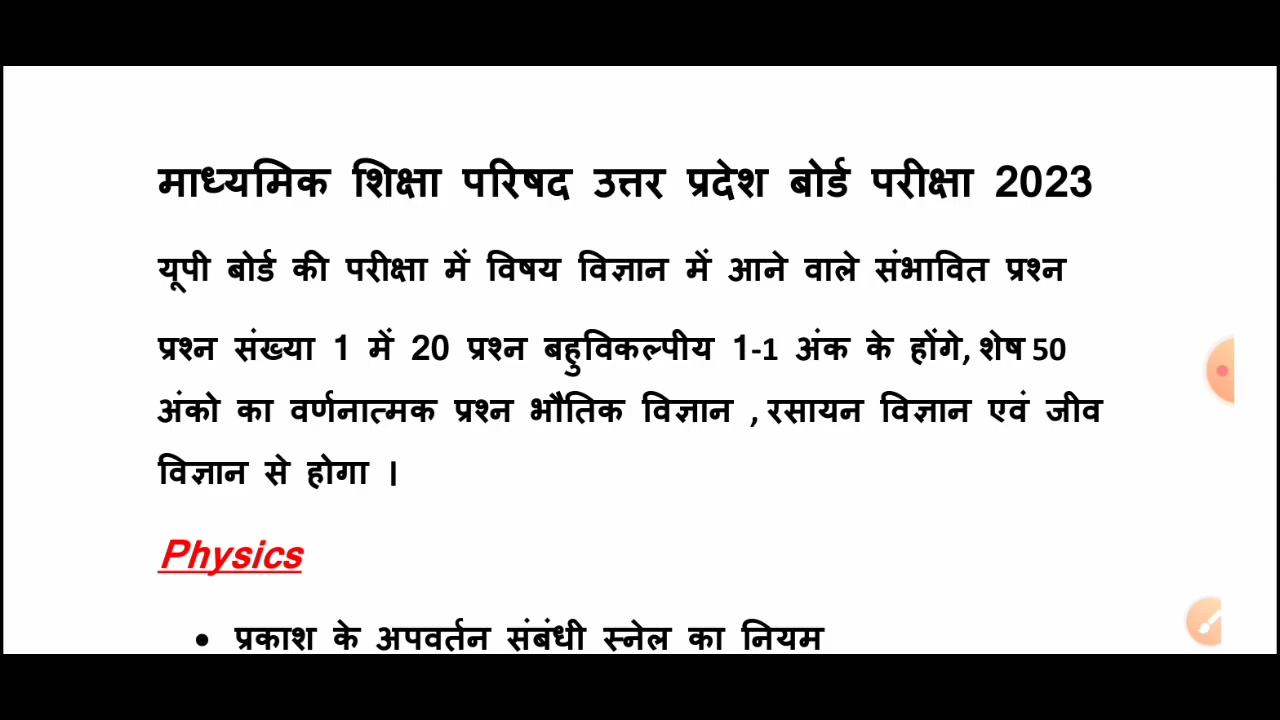 माध्यमिक शिक्षा परिषद उत्तर प्रदेश बोर्ड परीक्षा 2023
यूपी बोर्ड की परीक्षा में विषय विज्ञान में आने वाले संभावित प्रश्न
प्रश्न संख्या 1 में 20 प्रश्न बहुविकल्पीय 1-1 अंक के होंगे, शेष 50
अंको का वर्णनात्मक प्रश्न भौतिक विज्ञान , रसायन विज्ञान एवं जीव
विज्ञान से होगा ।
Physics
• प्रकाश के अपवर्तन संबंधी स्नेल का नियम